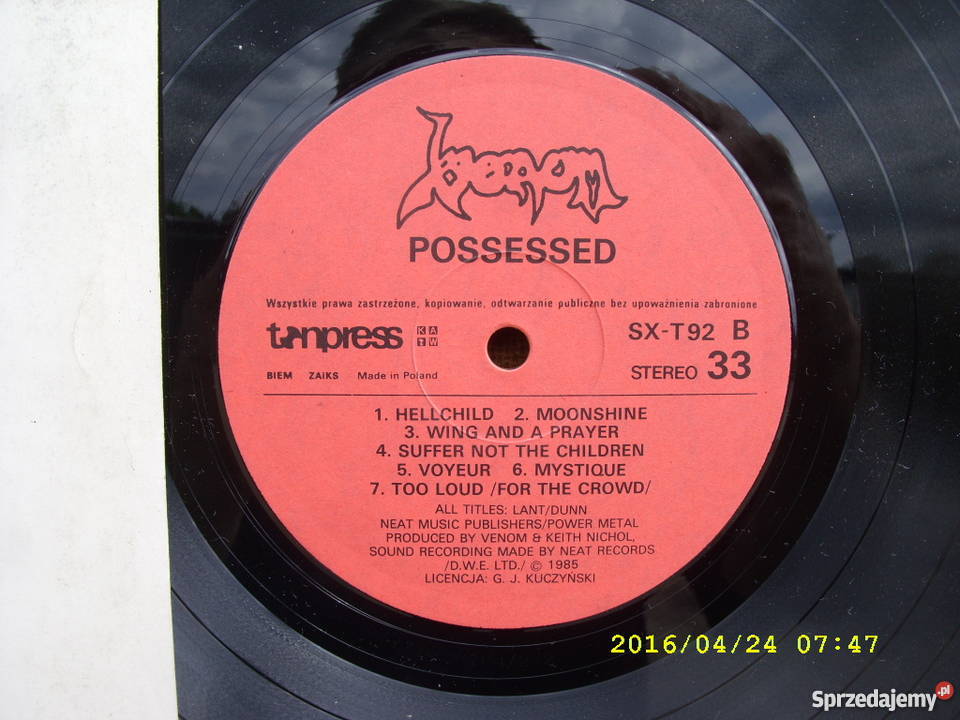 Venom
POSSESSED
Wszystkie prawa zastrzeżone, kopiowanie, odtwarzanie publiczne bez upoważnienia zabronione
tonpress KAW
SX-T92 B
BIEM ZAIKS Made in Poland
STEREO 33
1. HELLCHILD 2. MOONSHINE
3. WING AND A PRAYER
4. SUFFER NOT THE CHILDREN
5. VOYEUR 6. MYSTIQUE
7. TOO LOUD /FOR THE CROWD/
ALL TITLES: LANT/DUNN
NEAT MUSIC PUBLISHERS/POWER METAL
PRODUCED BY VENOM & KEITH NICHOL,
SOUND RECORDING MADE BY NEAT RECORDS
/D.W.E. LTD./ © 1985
LICENCJA: G. J. KUCZYŃSKI
2016/04/24 07:47
Sprzedajemy.pl